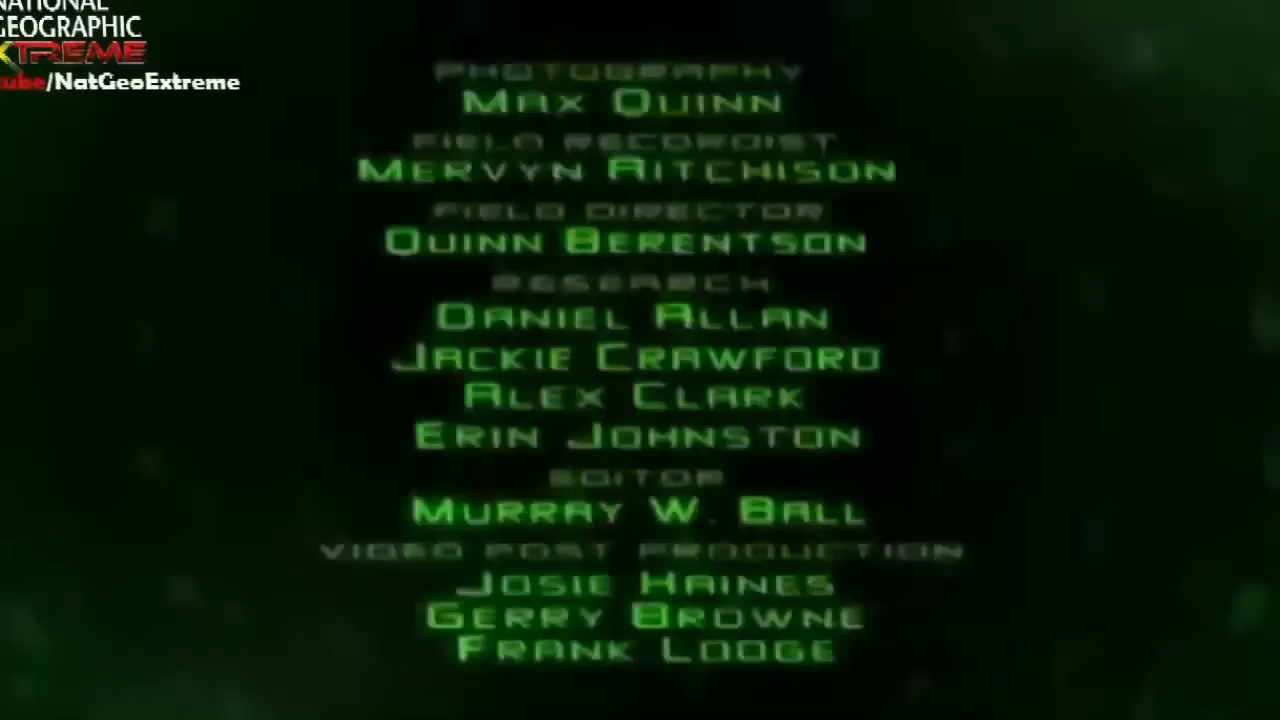 NATIONAL
GEOGRAPHIC
XTREME
tube/NatGeoExtreme
PHOTOGRAPHY
MAX QUINN
FIELD RECORDIST
MERVYN AITCHISON
FIELD DIRECTOR
QUINN BERENTSON
RESEARCH
DANIEL ALLAN
JACKIE CRAWFORD
ALEX CLARK
ERIN JOHNSTON
EDITOR
MURRAY W. BALL
VIDEO POST PRODUCTION
JOSIE HAINES
GERRY BROWNE
FRANK LODGE